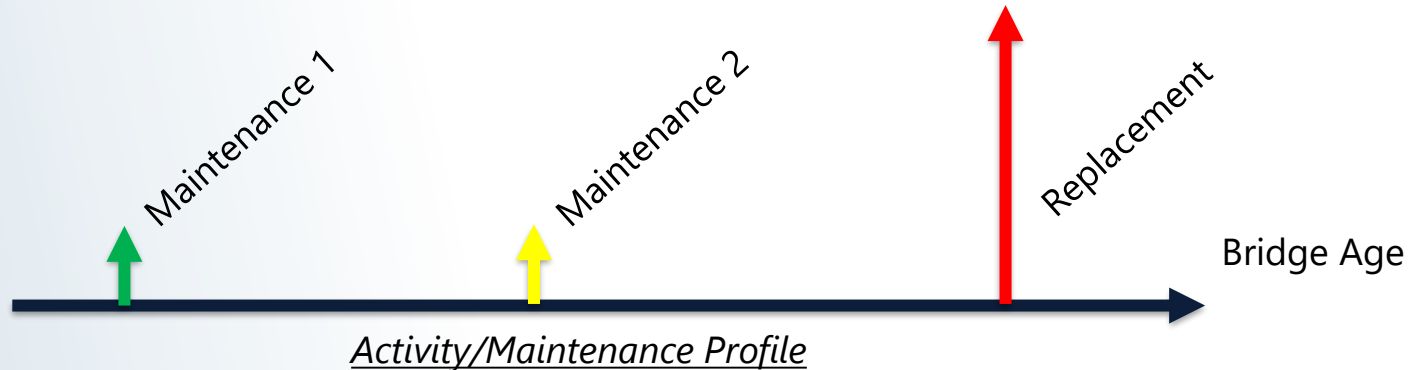 Maintenance 1
Maintenance 2
Replacement
Bridge Age
Activity/Maintenance Profile